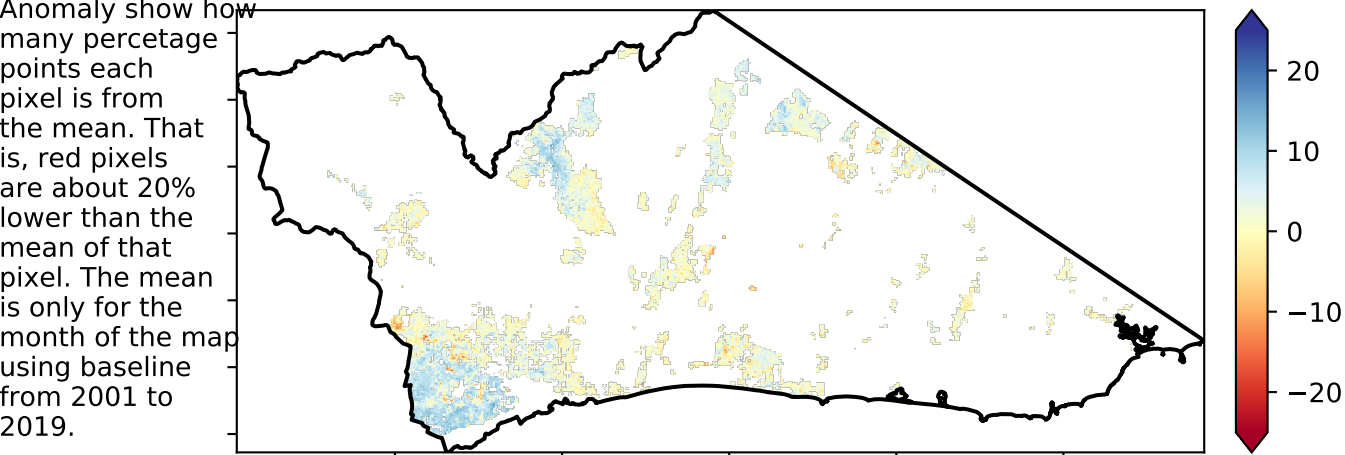 Anomaly show how
many percetage
points each
pixel is from
the mean. That
is, red pixels
are about 20%
lower than the
mean of that
pixel. The mean
is only for the
month of the map
using baseline
from 2001 to
2019.
20
10
0
−10
−20